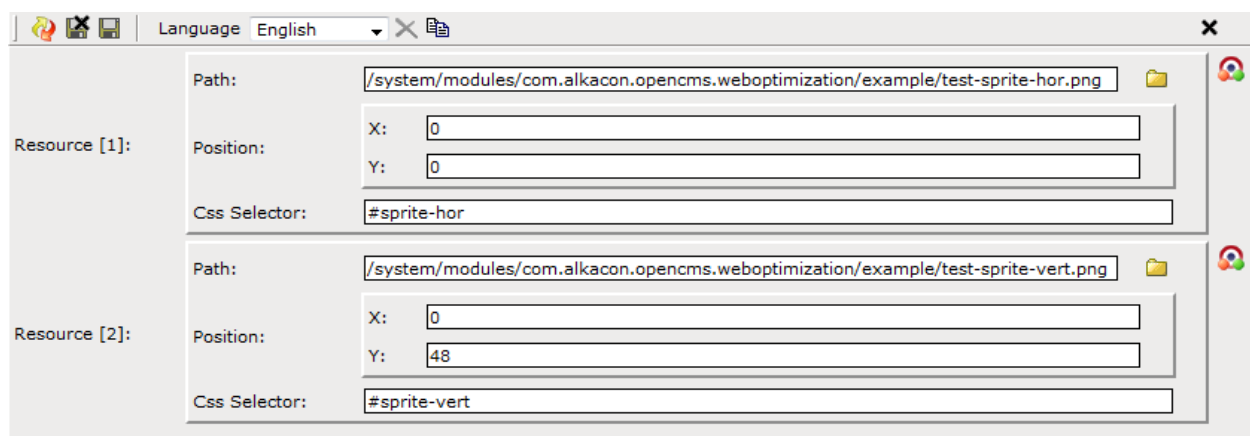 Language English
Resource [1]:
Path: /system/modules/com.alkacon.opencms.weboptimization/example/test-sprite-hor.png
Position:
X: 0
Y: 0
Css Selector: #sprite-hor
Resource [2]:
Path: /system/modules/com.alkacon.opencms.weboptimization/example/test-sprite-vert.png
Position:
X: 0
Y: 48
Css Selector: #sprite-vert